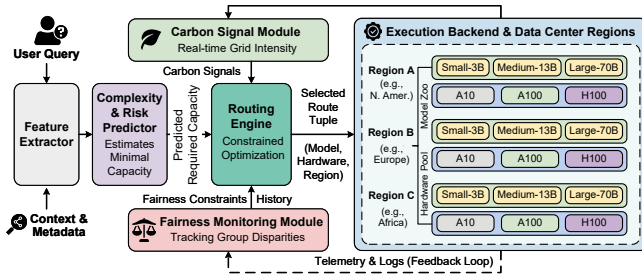 User Query
Feature
Extractor
Context &
Metadata
Complexity
& Risk
Predictor
Estimates
Minimal
Capacity
Predicted
Required Capacity
Carbon Signal Module
Real-time Grid Intensity
Carbon Signals
Routing
Engine
Constrained
Optimization
Fairness Constraints
History
Fairness Monitoring Module
Tracking Group Disparities
Selected
Route
Tuple
(Model,
Hardware,
Region)
Execution Backend & Data Center Regions
Region A
(e.g.,
N. Amer.)
Small-3B Medium-13B Large-70B
A10 A100 H100
Model Zoo
Region B
(e.g.,
Europe)
Small-3B Medium-13B Large-70B
A10 A100 H100
Hardware Pool
Region C
(e.g.,
Africa)
Small-3B Medium-13B Large-70B
A10 A100 H100
Telemetry & Logs (Feedback Loop)